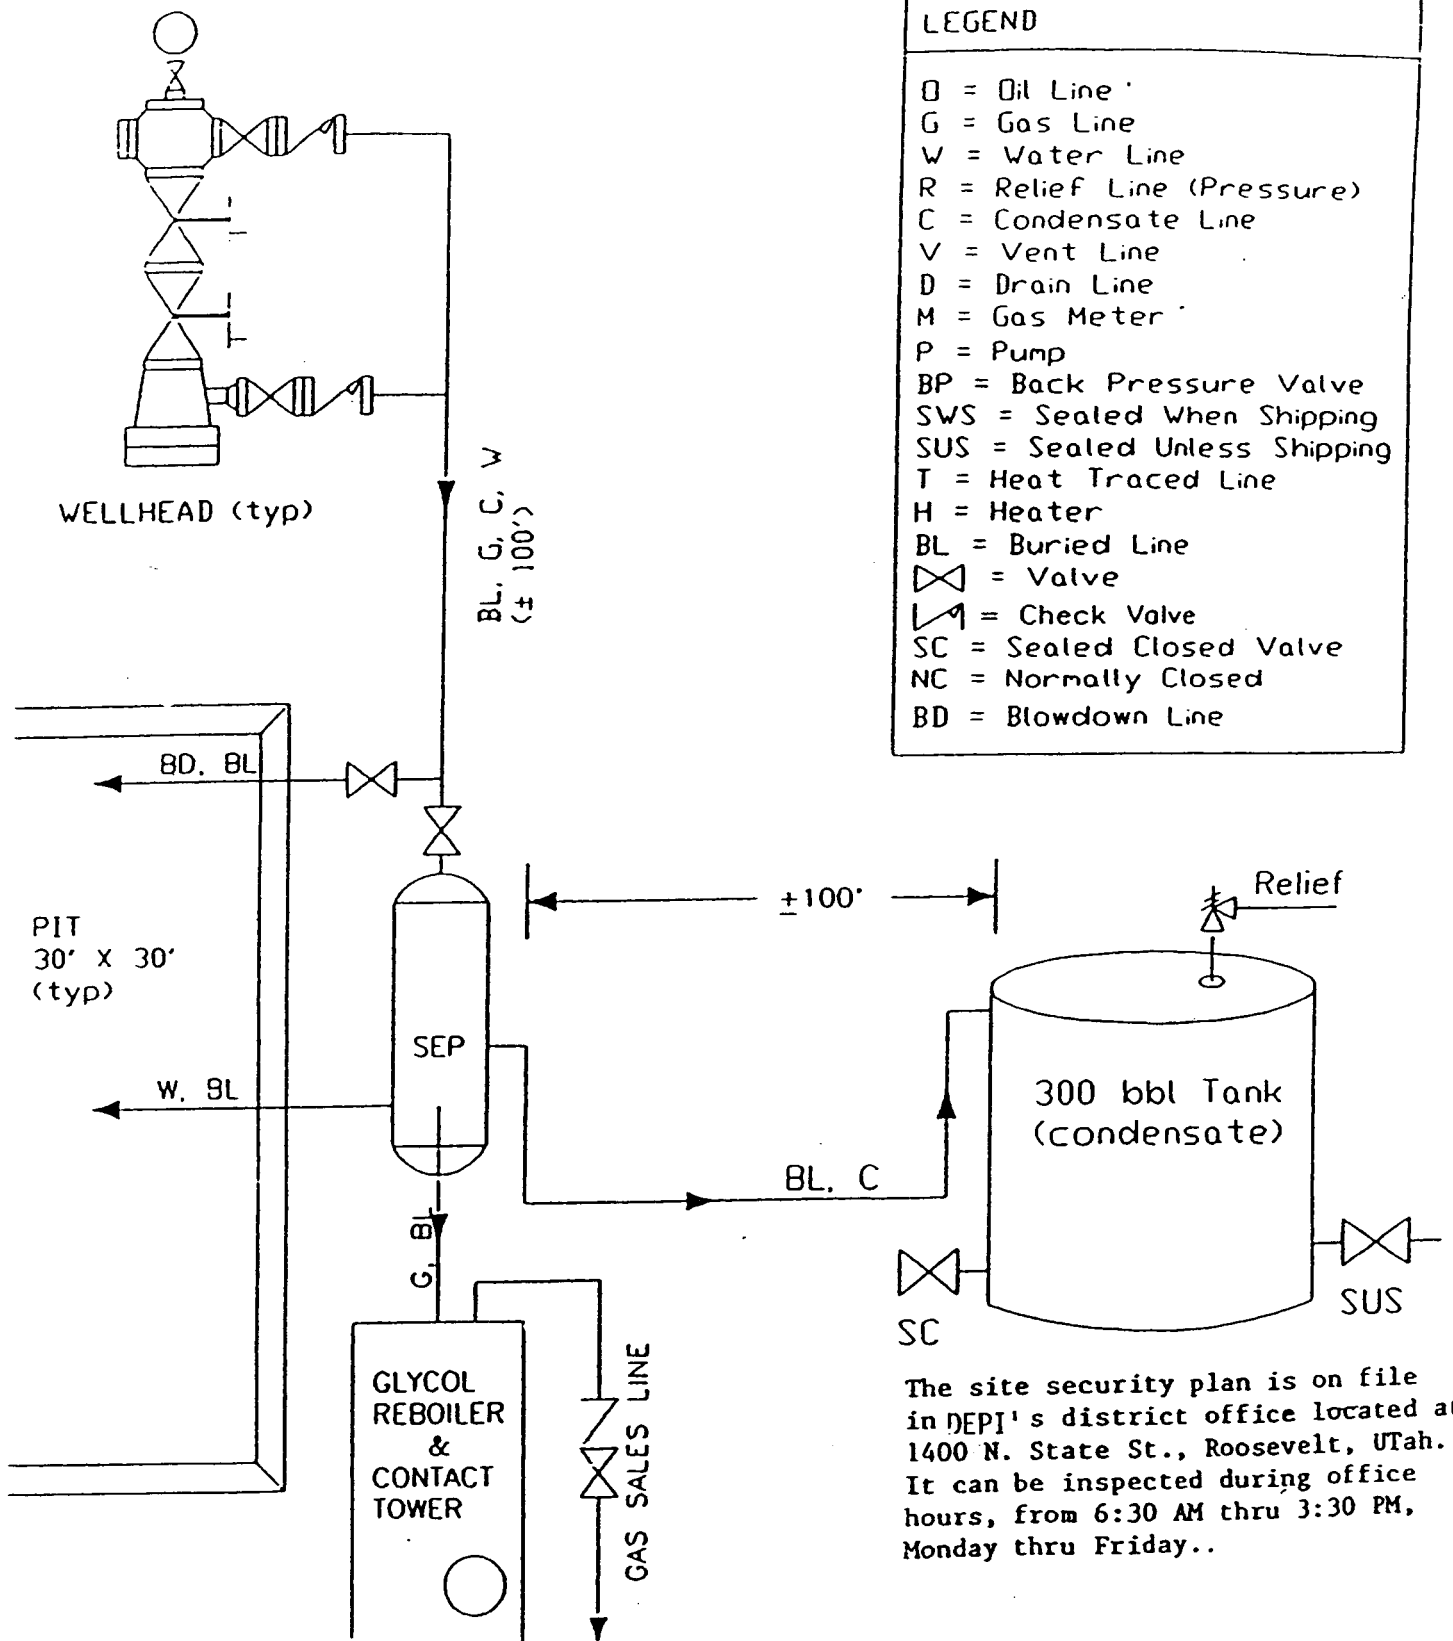 LEGEND
O = Oil Line
G = Gas Line
W = Water Line
R = Relief Line (Pressure)
C = Condensate Line
V = Vent Line
D = Drain Line
M = Gas Meter
P = Pump
BP = Back Pressure Valve
SWS = Sealed When Shipping
SUS = Sealed Unless Shipping
T = Heat Traced Line
H = Heater
BL = Buried Line
= Valve
= Check Valve
SC = Sealed Closed Valve
NC = Normally Closed
BD = Blowdown Line
WELLHEAD (typ)
BL, G, C, W
(± 100')
BD, BL
PIT
30' X 30'
(typ)
W, BL
SEP
±100'
Relief
300 bbl Tank
(condensate)
BL, C
SC
SUS
G, BL
GLYCOL
REBOILER
&
CONTACT
TOWER
GAS SALES LINE
The site security plan is on file
in DEPI's district office located at
1400 N. State St., Roosevelt, UTah.
It can be inspected during office
hours, from 6:30 AM thru 3:30 PM,
Monday thru Friday..